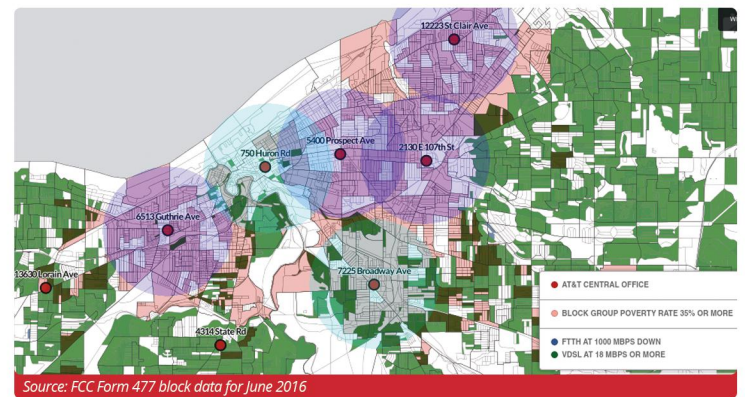 12223 St Clair Ave
5400 Prospect Ave
2130 E 107th St
750 Huron Rd
6513 Guthrie Ave
13630 Lorain Ave
7225 Broadway Ave
4314 State Rd
AT&T CENTRAL OFFICE
BLOCK GROUP POVERTY RATE 35% OR MORE
FTTH AT 1000 MBPS DOWN
VDSL AT 18 MBPS OR MORE
Source: FCC Form 477 block data for June 2016